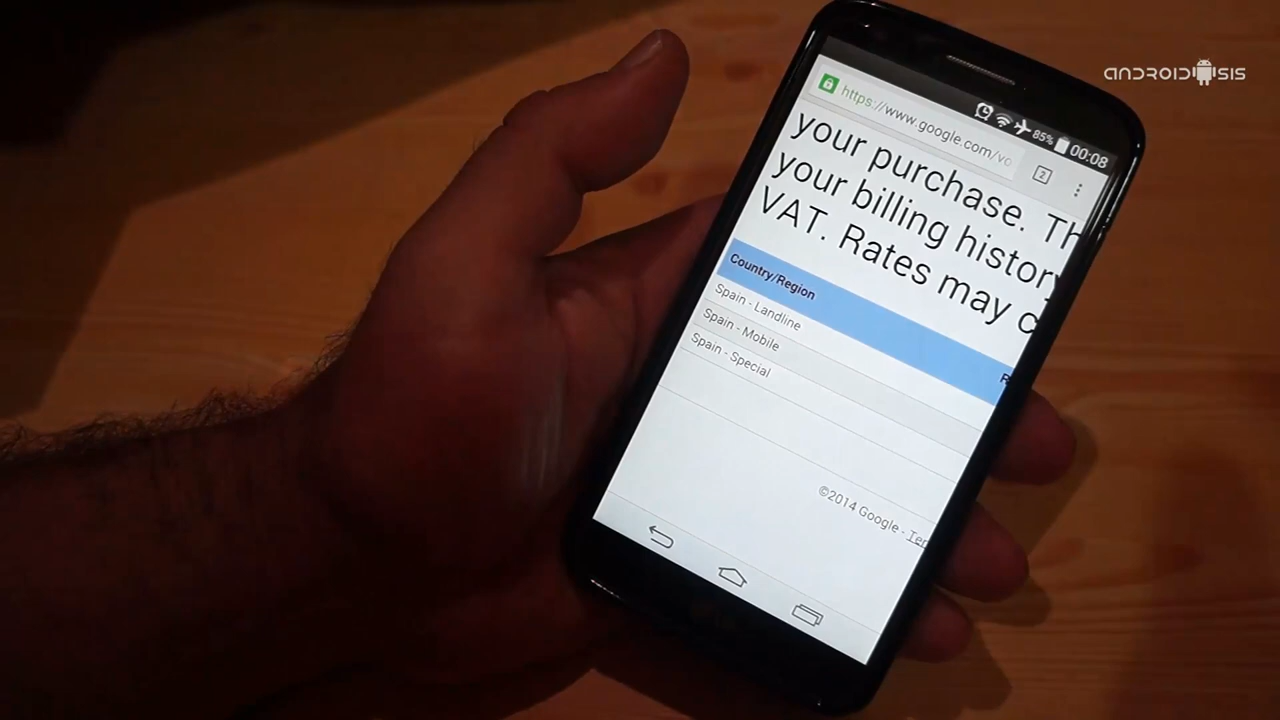 ANDROIDSIS
85% 00:08
https://www.google.com/vo
2
your purchase. Th
your billing history
VAT. Rates may c
Country/Region
R
Spain - Landline
Spain - Mobile
Spain - Special
©2014 Google - Ter